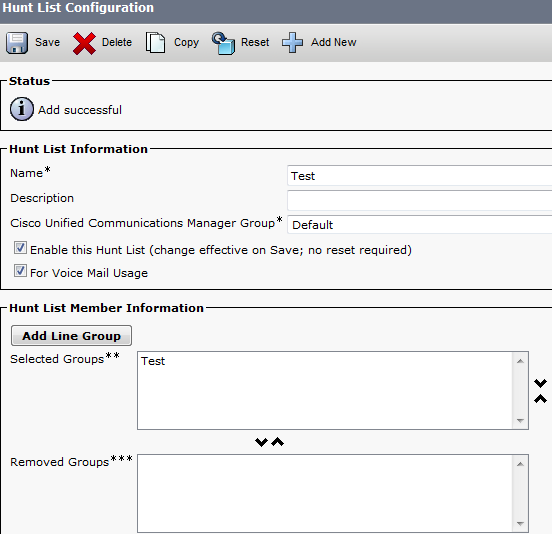 Hunt List Configuration
Save Delete Copy Reset Add New
Status
Add successful
Hunt List Information
Name* Test
Description
Cisco Unified Communications Manager Group* Default
Enable this Hunt List (change effective on Save; no reset required)
For Voice Mail Usage
Hunt List Member Information
Add Line Group
Selected Groups** Test
Removed Groups***